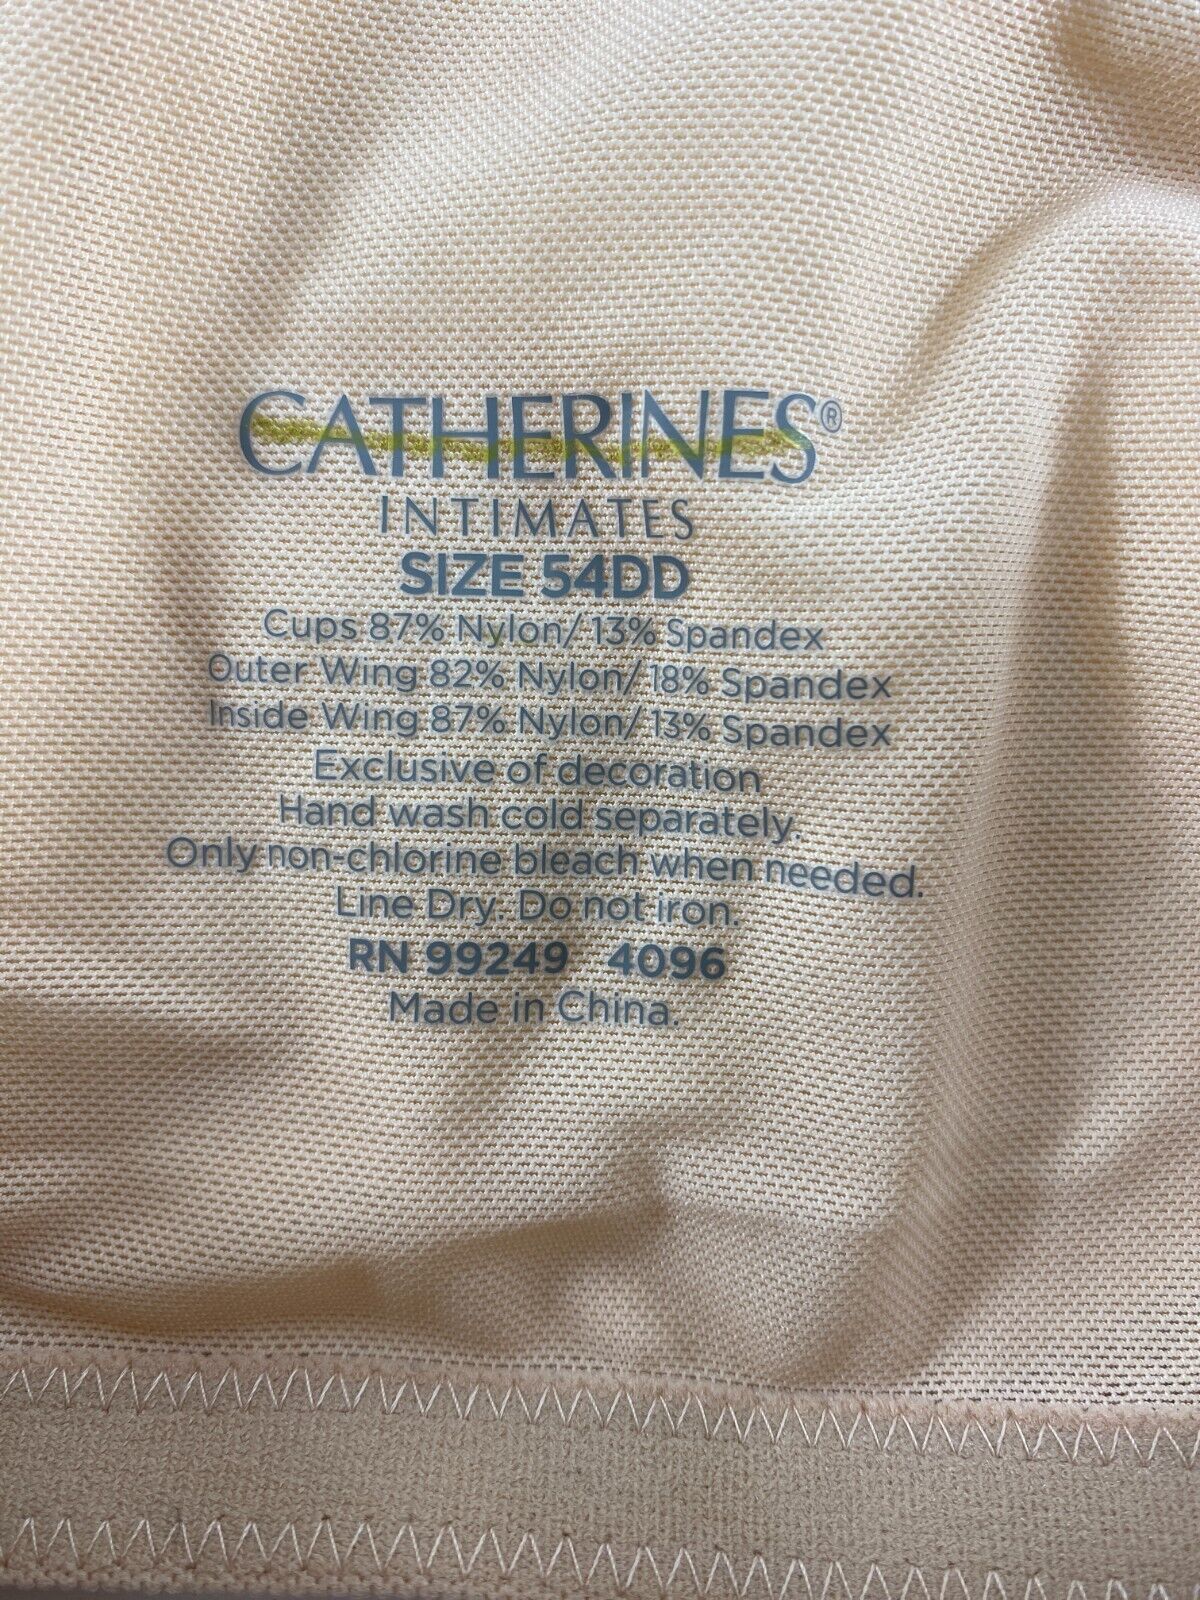 CATHERINES®
INTIMATES
SIZE 54DD
Cups 87% Nylon/ 13% Spandex
Outer Wing 82% Nylon/ 18% Spandex
Inside Wing 87% Nylon/ 13% Spandex
Exclusive of decoration
Hand wash cold separately.
Only non-chlorine bleach when needed.
Line Dry. Do not iron.
RN 99249 4096
Made in China.